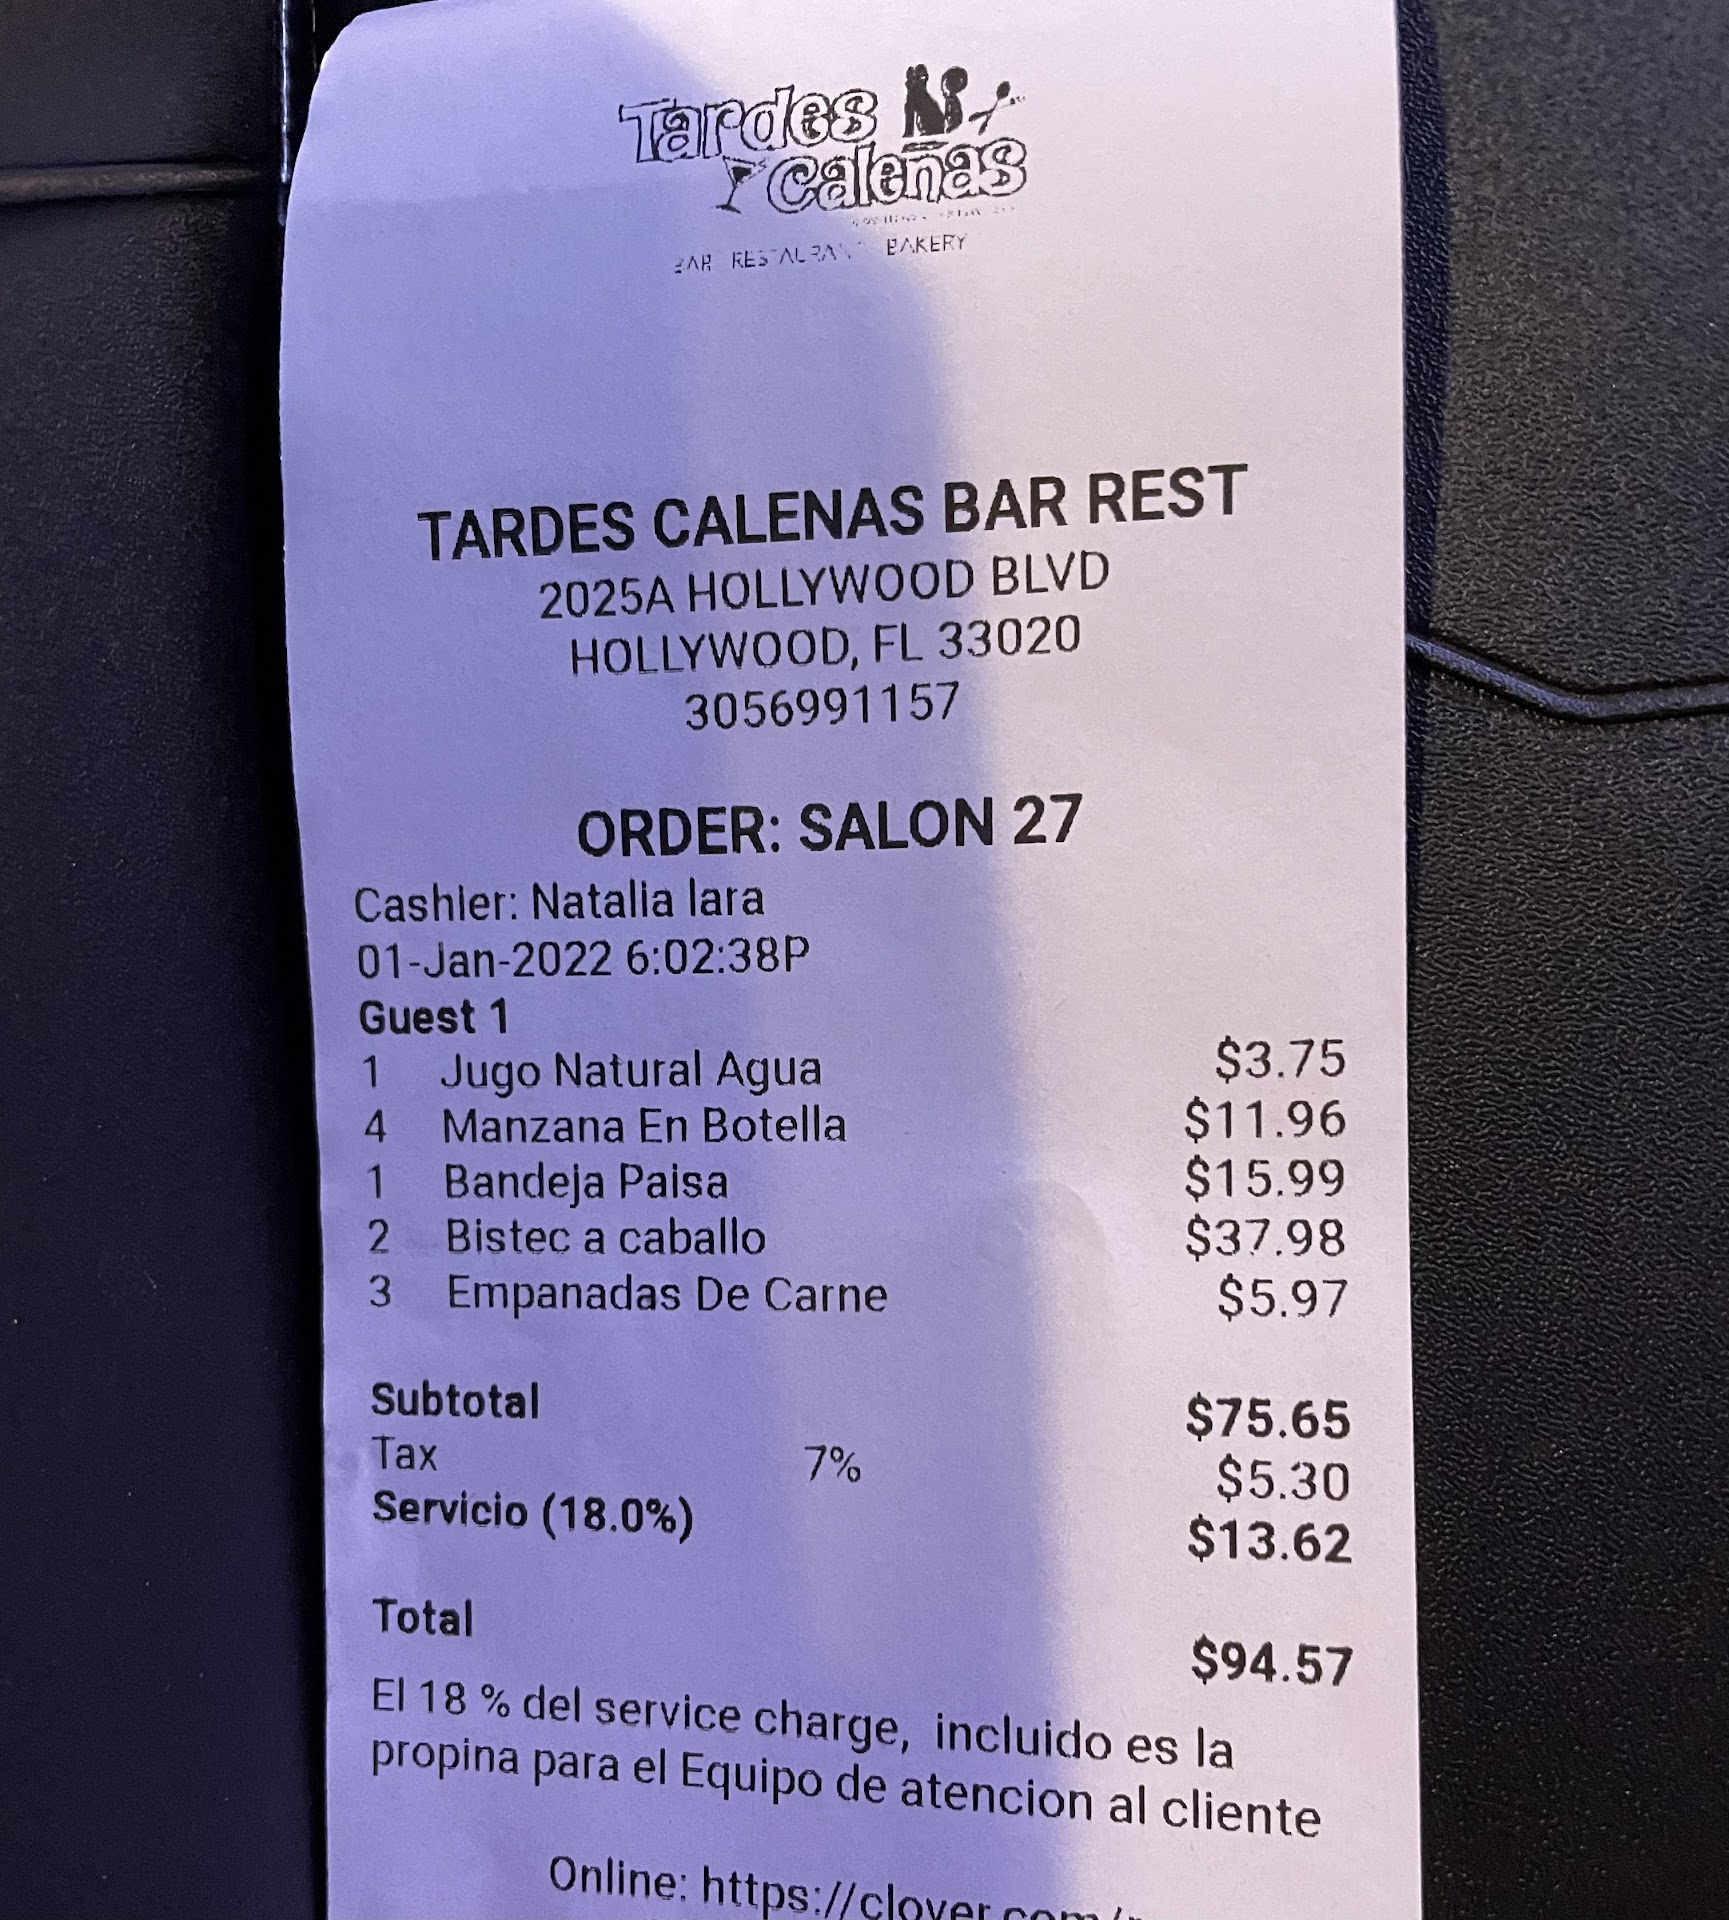 Tardes
Caleñas
BAKERY
TARDES CALENAS BAR REST
2025A HOLLYWOOD BLVD
HOLLYWOOD, FL 33020
3056991157
ORDER: SALON 27
Cashier: Natalia lara
01-Jan-2022 6:02:38P
Guest 1
1 Jugo Natural Agua $3.75
4 Manzana En Botella $11.96
1 Bandeja Paisa $15.99
2 Bistec a caballo $37.98
3 Empanadas De Carne $5.97
Subtotal $75.65
Tax 7% $5.30
Servicio (18.0%) $13.62
Total $94.57
El 18 % del service charge, incluido es la
propina para el Equipo de atencion al cliente
Online: https://clover.com/